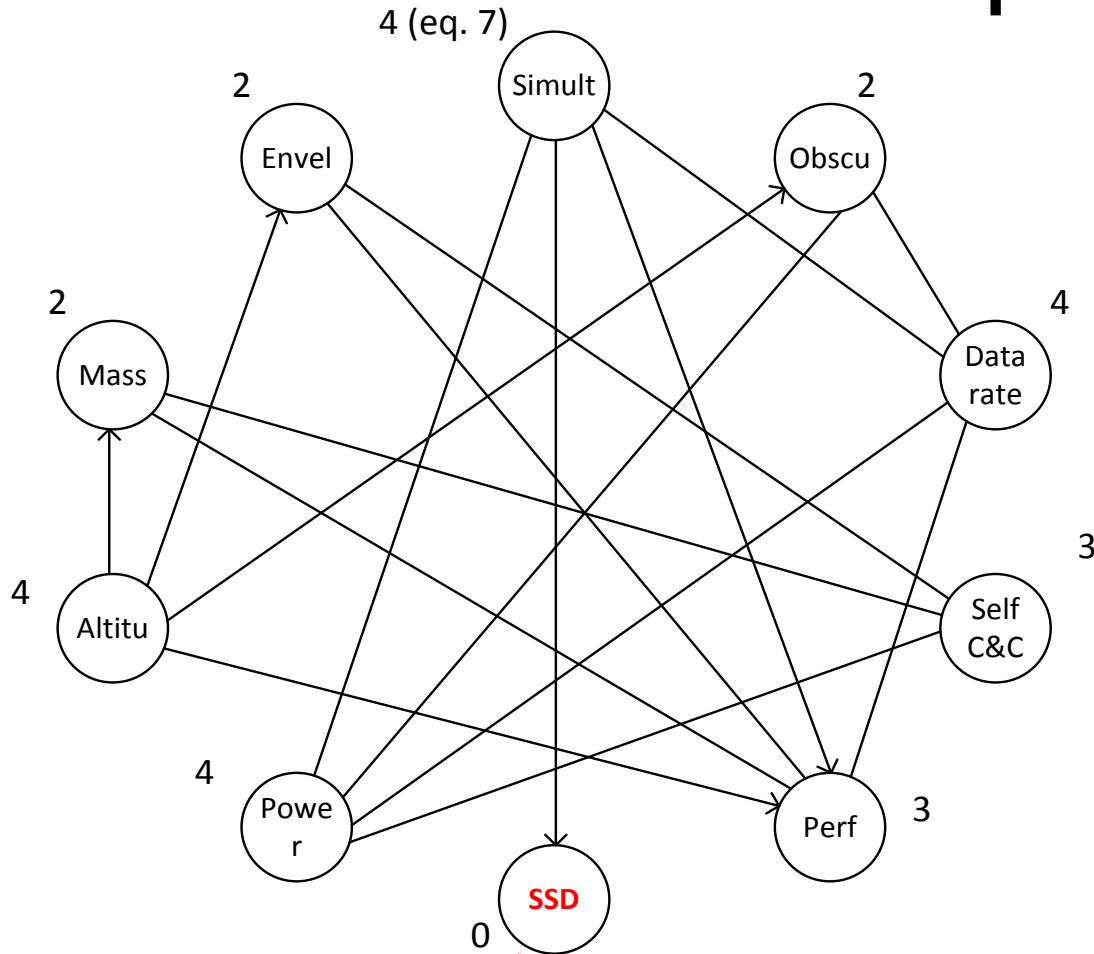 4 (eq. 7)
Simult
2
Envel
2
Obscu
2
Mass
4
Data
rate
4
Altitu
3
Self
C&C
4
Powe
r
Perf
3
SSD
0